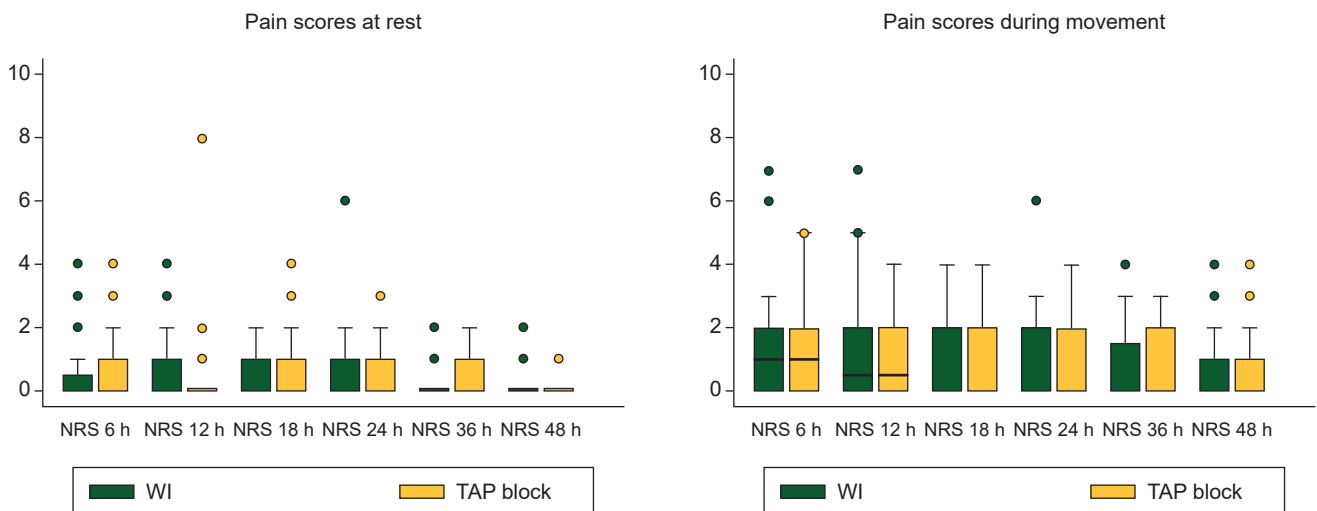 Pain scores at rest
10
8
6
4
2
0
NRS 6 h NRS 12 h NRS 18 h NRS 24 h NRS 36 h NRS 48 h
WI TAP block
Pain scores during movement
10
8
6
4
2
0
NRS 6 h NRS 12 h NRS 18 h NRS 24 h NRS 36 h NRS 48 h
WI TAP block